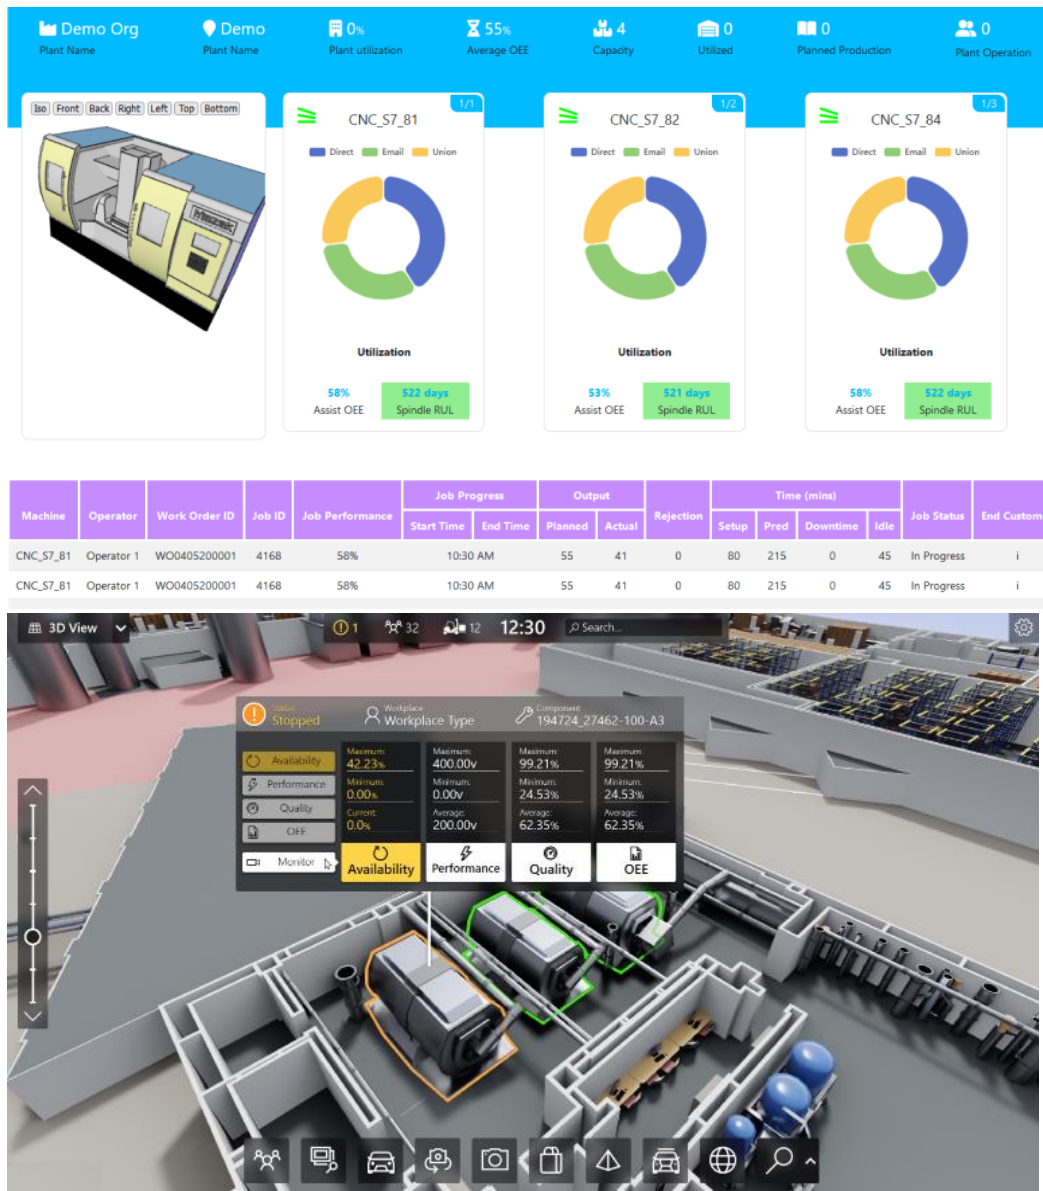 Demo Org
Demo
0%
55%
4
0
0
0
Plant Name
Plant Name
Plant utilization
Average OEE
Capacity
Utilized
Planned Production
Plant Operation
Iso Front Back Right Left Top Bottom
1/1
CNC_S7_81
Direct Email Union
Utilization
58%
522 days
Assist OEE
Spindle RUL
1/2
CNC_S7_82
Direct Email Union
Utilization
53%
521 days
Assist OEE
Spindle RUL
1/3
CNC_S7_84
Direct Email Union
Utilization
58%
522 days
Assist OEE
Spindle RUL
Machine Operator Work Order ID Job ID Job Performance Job Progress Output Rejection Time (mins) Job Status End Custom
Start Time End Time Planned Actual Setup Pred Downtime Idle
CNC_S7_81 Operator 1 WO0405200001 4168 58% 10:30 AM 55 41 0 80 215 0 45 In Progress i
CNC_S7_81 Operator 1 WO0405200001 4168 58% 10:30 AM 55 41 0 80 215 0 45 In Progress i
3D View
1 32 12 12:30 Search...
Status
Stopped
Workplace
Workplace Type
Component
194724_27462-100-A3
Availability
Performance
Quality
OEE
Monitor
Maximum:
42.23%
Minimum:
0.00%
Current:
0.0%
Availability
Maximum:
400.00v
Minimum:
0.00v
Average:
200.00v
Performance
Maximum:
99.21%
Minimum:
24.53%
Average:
62.35%
Quality
Maximum:
99.21%
Minimum:
24.53%
Average:
62.35%
OEE